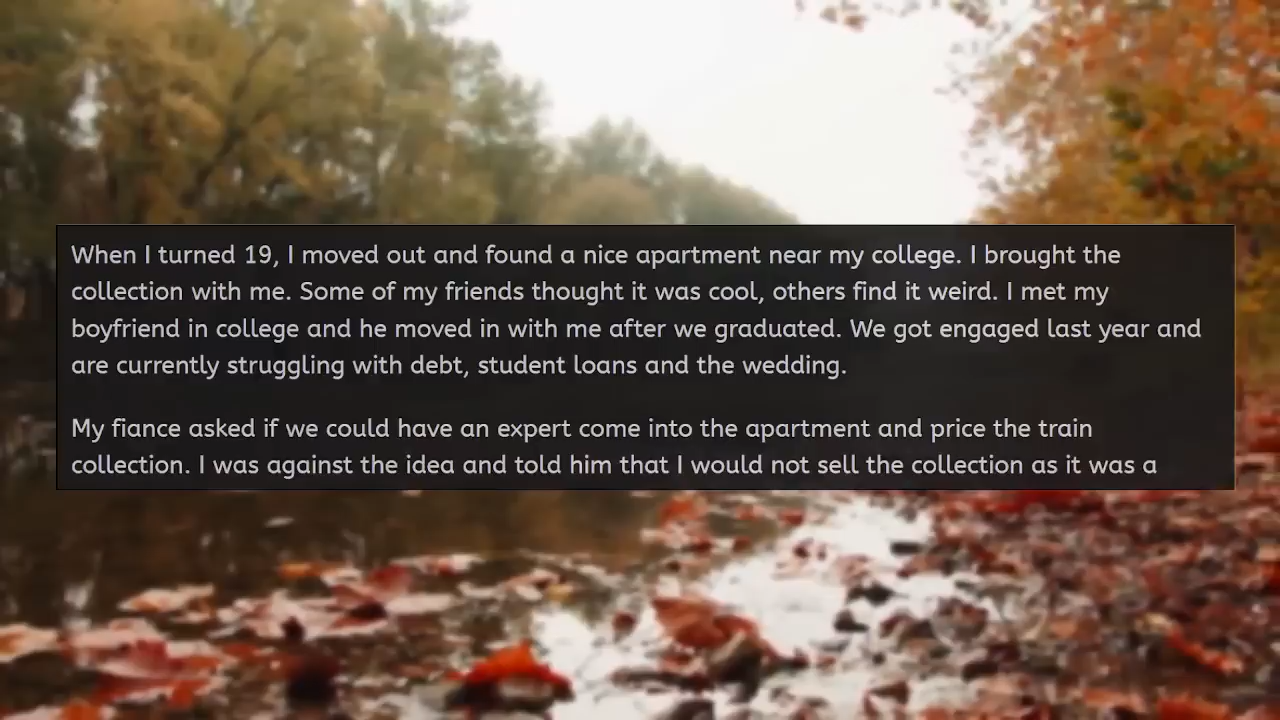 When I turned 19, I moved out and found a nice apartment near my college. I brought the
collection with me. Some of my friends thought it was cool, others find it weird. I met my
boyfriend in college and he moved in with me after we graduated. We got engaged last year and
are currently struggling with debt, student loans and the wedding.
My fiance asked if we could have an expert come into the apartment and price the train
collection. I was against the idea and told him that I would not sell the collection as it was a